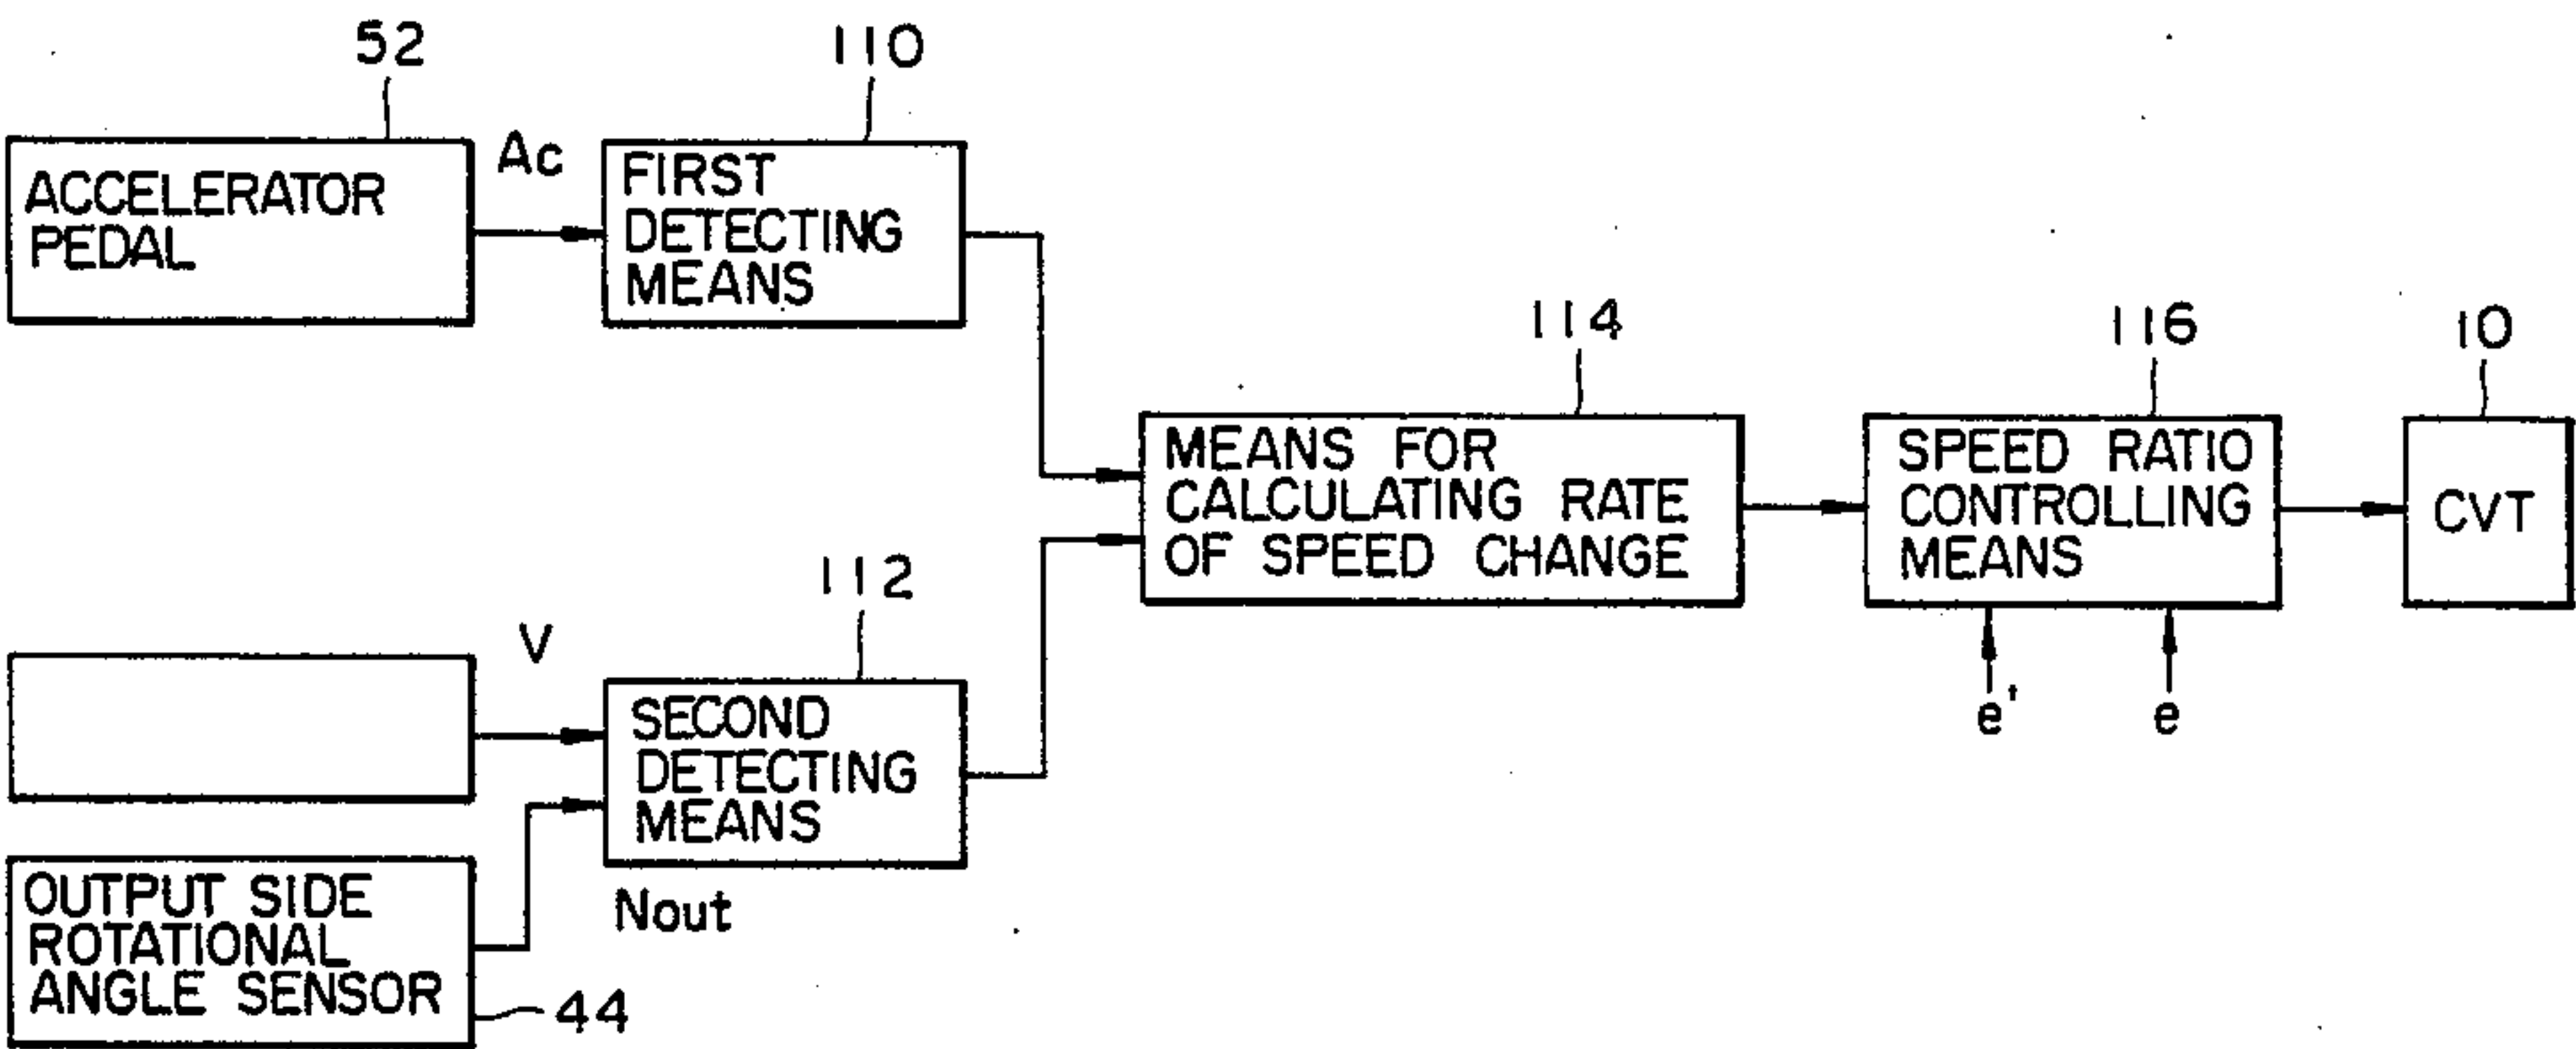 52
110
Ac
ACCELERATOR
PEDAL
FIRST
DETECTING
MEANS
114
116
10
MEANS FOR
CALCULATING RATE
OF SPEED CHANGE
SPEED RATIO
CONTROLLING
MEANS
CVT
e'
e
112
V
SECOND
DETECTING
MEANS
Nout
OUTPUT SIDE
ROTATIONAL
ANGLE SENSOR
44